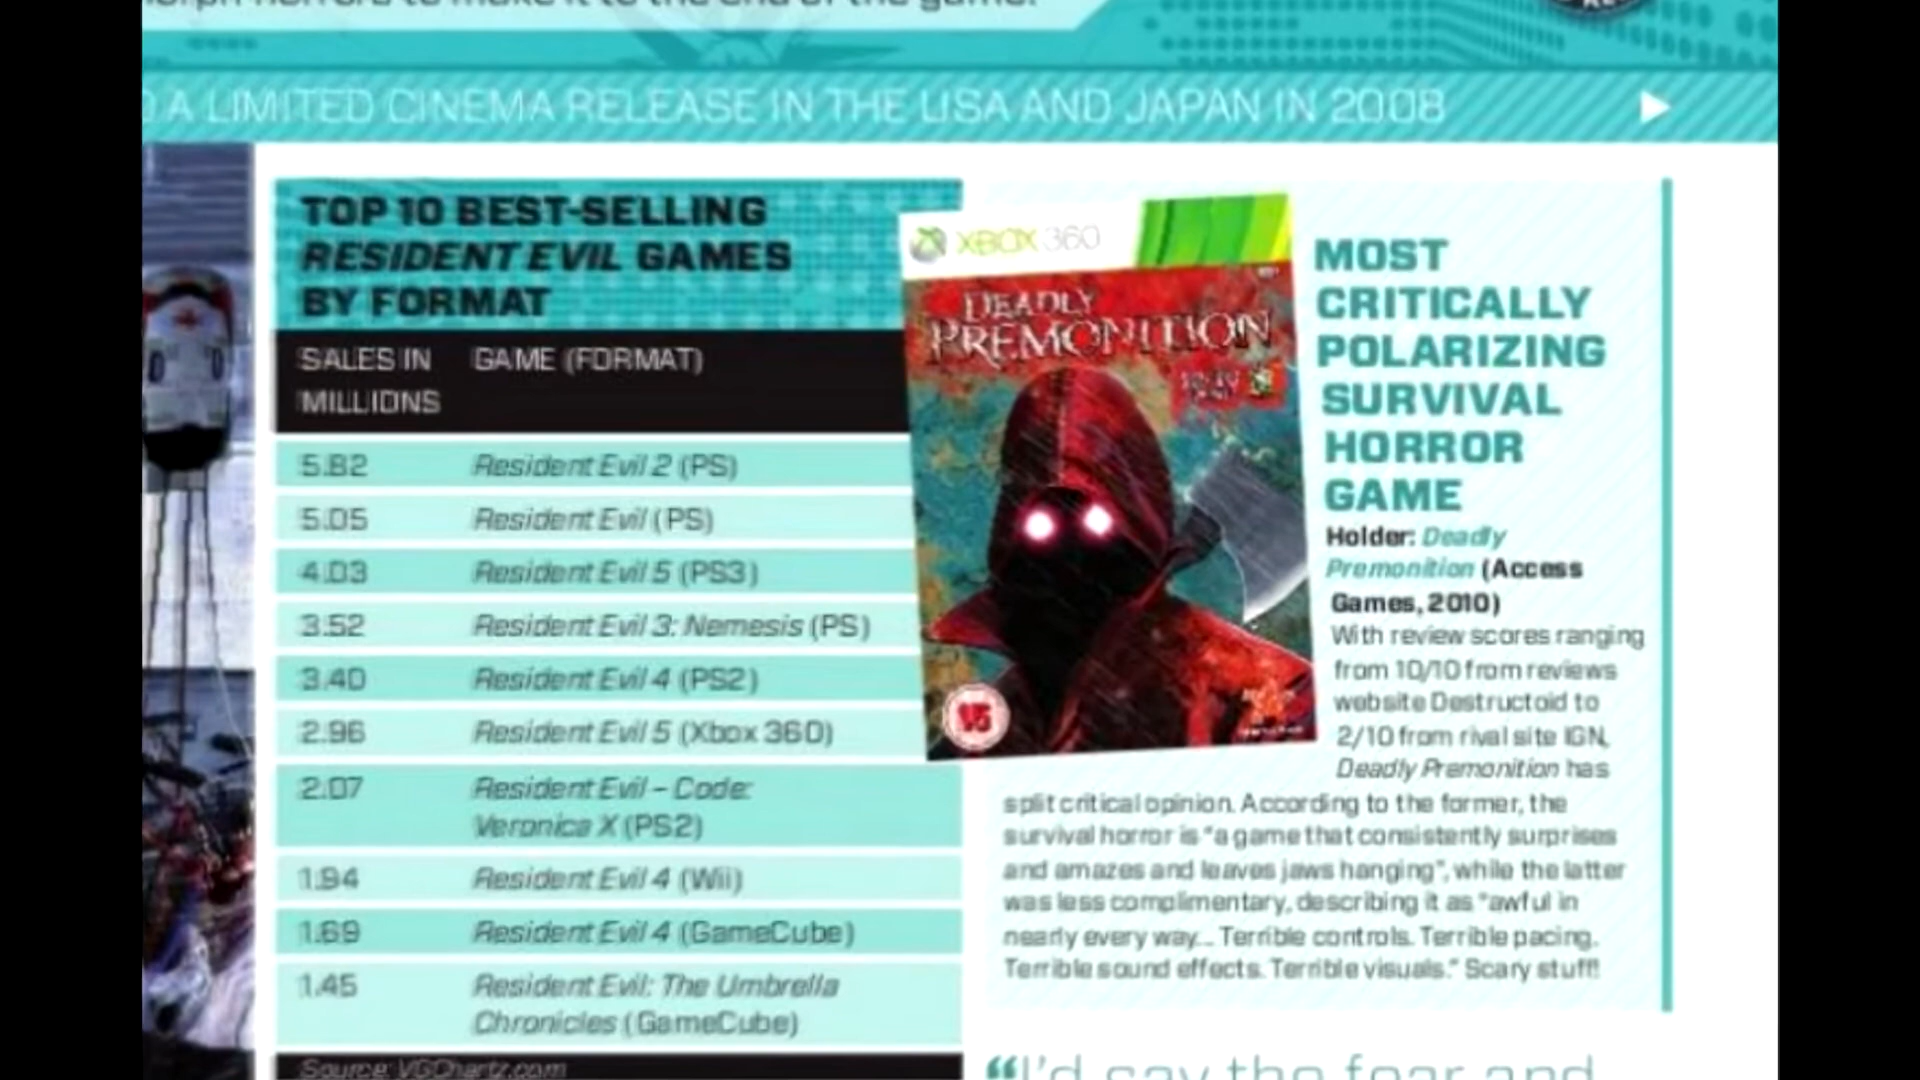 A LIMITED CINEMA RELEASE IN THE USA AND JAPAN IN 2008
TOP 10 BEST-SELLING
RESIDENT EVIL GAMES
BY FORMAT
SALES IN MILLIONS GAME (FORMAT)
5.82 Resident Evil 2 (PS)
5.05 Resident Evil (PS)
4.03 Resident Evil 5 (PS3)
3.52 Resident Evil 3: Nemesis (PS)
3.40 Resident Evil 4 (PS2)
2.96 Resident Evil 5 (Xbox 360)
2.07 Resident Evil – Code:
Veronica X (PS2)
1.94 Resident Evil 4 (Wii)
1.69 Resident Evil 4 (GameCube)
1.45 Resident Evil: The Umbrella
Chronicles (GameCube)
Source: VGChartz.com
XBOX 360
DEADLY
PREMONITION
15
MOST
CRITICALLY
POLARIZING
SURVIVAL
HORROR
GAME
Holder: Deadly
Premonition (Access
Games, 2010)
With review scores ranging
from 10/10 from reviews
website Destructoid to
2/10 from rival site IGN,
Deadly Premonition has
split critical opinion. According to the former, the
survival horror is "a game that consistently surprises
and amazes and leaves jaws hanging", while the latter
was less complimentary, describing it as "awful in
nearly every way... Terrible controls. Terrible pacing.
Terrible sound effects. Terrible visuals." Scary stuff!
“I'd say the fear and